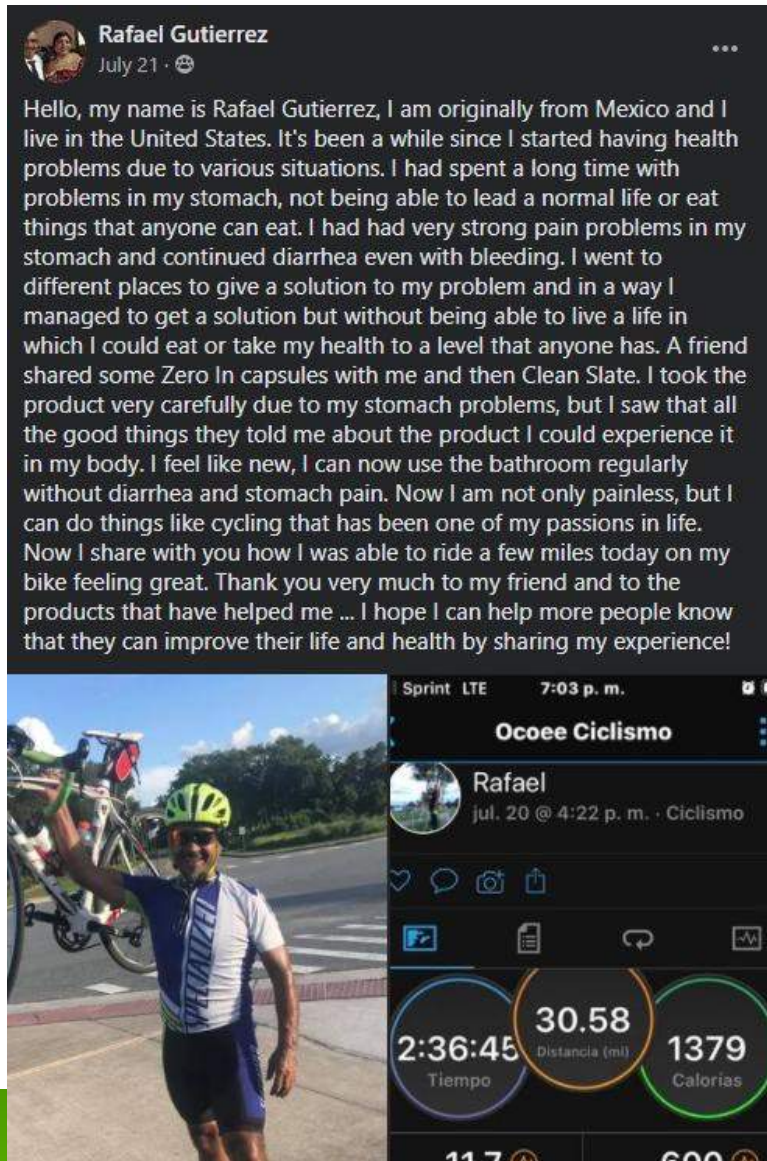 Rafael Gutierrez
July 21
Hello, my name is Rafael Gutierrez, I am originally from Mexico and I
live in the United States. It's been a while since I started having health
problems due to various situations. I had spent a long time with
problems in my stomach, not being able to lead a normal life or eat
things that anyone can eat. I had had very strong pain problems in my
stomach and continued diarrhea even with bleeding. I went to
different places to give a solution to my problem and in a way I
managed to get a solution but without being able to live a life in
which I could eat or take my health to a level that anyone has. A friend
shared some Zero In capsules with me and then Clean Slate. I took the
product very carefully due to my stomach problems, but I saw that all
the good things they told me about the product I could experience it
in my body. I feel like new, I can now use the bathroom regularly
without diarrhea and stomach pain. Now I am not only painless, but I
can do things like cycling that has been one of my passions in life.
Now I share with you how I was able to ride a few miles today on my
bike feeling great. Thank you very much to my friend and to the
products that have helped me ... I hope I can help more people know
that they can improve their life and health by sharing my experience!
SPECIALIZED
Sprint LTE 7:03 p. m.
Ocoee Ciclismo
Rafael
jul. 20 @ 4:22 p. m. · Ciclismo
2:36:45
Tiempo
30.58
Distancia (mi)
1379
Calorías